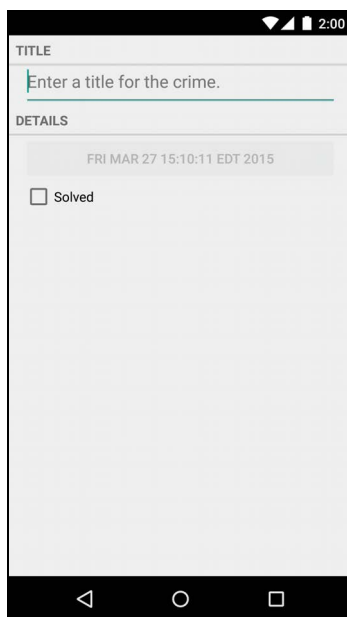 2:00
TITLE
Enter a title for the crime.
DETAILS
FRI MAR 27 15:10:11 EDT 2015
Solved